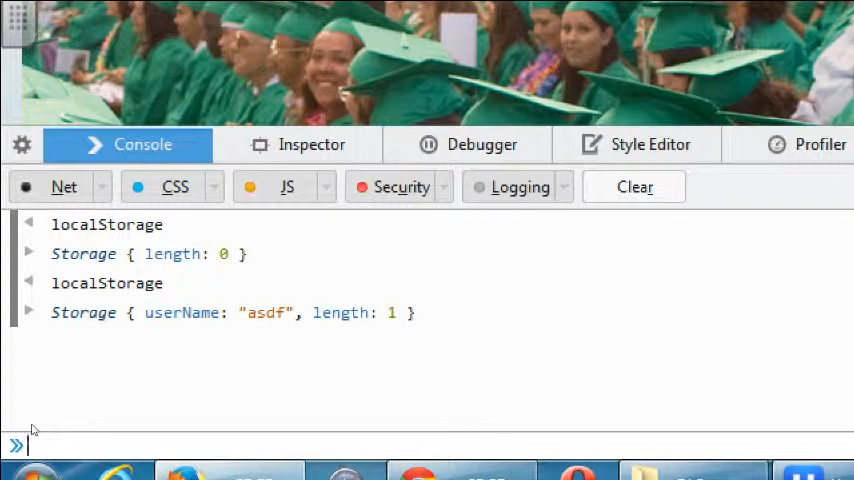 Console Inspector Debugger Style Editor Profiler
Net CSS JS Security Logging Clear
localStorage
Storage { length: 0 }
localStorage
Storage { userName: "asdf", length: 1 }